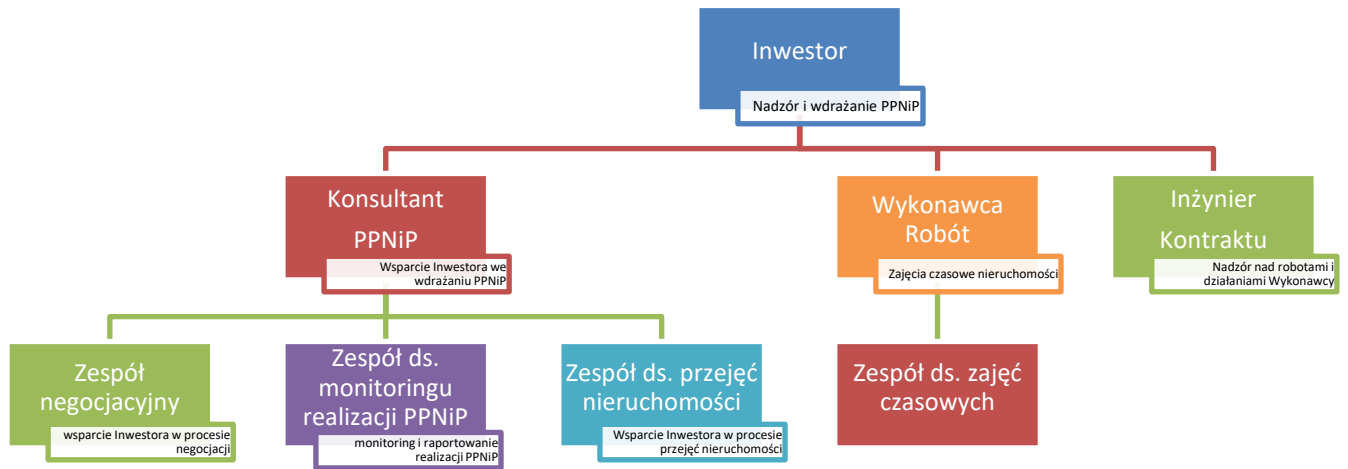 Inwestor
Nadzór i wdrażanie PPNiP
Konsultant
PPNiP
Wsparcie Inwestora we
wdrażaniu PPNiP
Wykonawca
Robót
Zajęcia czasowe nieruchomości
Inżynier
Kontraktu
Nadzór nad robotami i
działaniami Wykonawcy
Zespół
negocjacyjny
wsparcie Inwestora w procesie
negocjacji
Zespół ds.
monitoringu
realizacji PPNiP
monitoring i raportowanie
realizacji PPNiP
Zespół ds. przejęć
nieruchomości
Wsparcie Inwestora w procesie
przejęć nieruchomości
Zespół ds. zajęć
czasowych